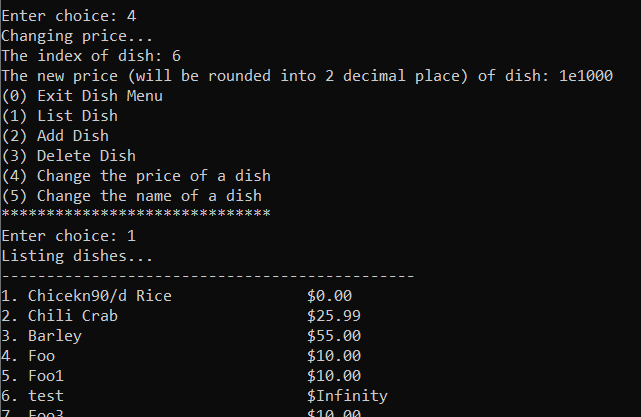 Enter choice: 4
Changing price...
The index of dish: 6
The new price (will be rounded into 2 decimal place) of dish: 1e1000
(0) Exit Dish Menu
(1) List Dish
(2) Add Dish
(3) Delete Dish
(4) Change the price of a dish
(5) Change the name of a dish
******************************
Enter choice: 1
Listing dishes...
----------------------------------------------
1. Chicekn90/d Rice $0.00
2. Chili Crab $25.99
3. Barley $55.00
4. Foo $10.00
5. Foo1 $10.00
6. test $Infinity
7. Foo3 $10.00